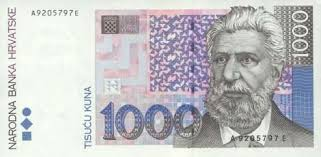 A9205797E
1000
NARODNA BANKA HRVATSKE
TISUĆU KUNA
1000
A9205797E